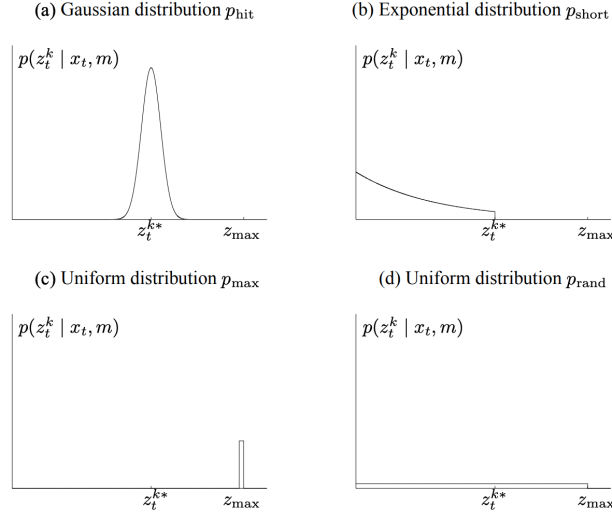 (a) Gaussian distribution p_hit
(b) Exponential distribution p_short
p(z_t^k | x_t, m)
p(z_t^k | x_t, m)
z_t^{k*}
z_max
z_t^{k*}
z_max
(c) Uniform distribution p_max
(d) Uniform distribution p_rand
p(z_t^k | x_t, m)
p(z_t^k | x_t, m)
z_t^{k*}
z_max
z_t^{k*}
z_max